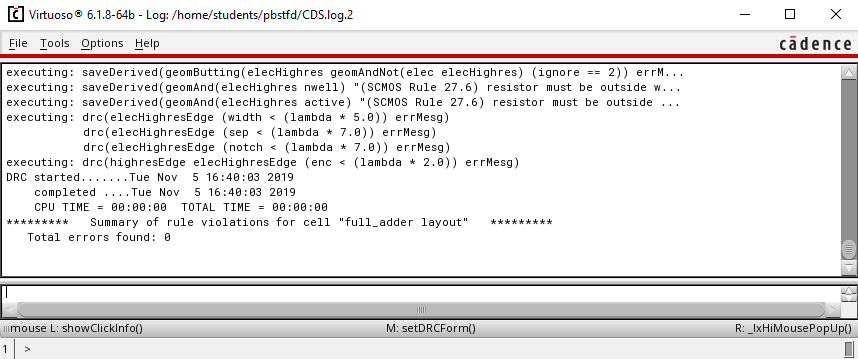 Virtuoso® 6.1.8-64b - Log: /home/students/pbstfd/CDS.log.2
File Tools Options Help
cādence
executing: saveDerived(geomButting(elecHighres geomAndNot(elec elecHighres) (ignore == 2)) errM...
executing: saveDerived(geomAnd(elecHighres nwell) "(SCMOS Rule 27.6) resistor must be outside w...
executing: saveDerived(geomAnd(elecHighres active) "(SCMOS Rule 27.6) resistor must be outside ...
executing: drc(elecHighresEdge (width < (lambda * 5.0)) errMesg)
drc(elecHighresEdge (sep < (lambda * 7.0)) errMesg)
drc(elecHighresEdge (notch < (lambda * 7.0)) errMesg)
executing: drc(highresEdge elecHighresEdge (enc < (lambda * 2.0)) errMesg)
DRC started.......Tue Nov  5 16:40:03 2019
completed ....Tue Nov  5 16:40:03 2019
CPU TIME = 00:00:00  TOTAL TIME = 00:00:00
*********   Summary of rule violations for cell "full_adder layout"   *********
Total errors found: 0
mouse L: showClickInfo() M: setDRCForm() R: _lxHiMousePopUp()
1 >